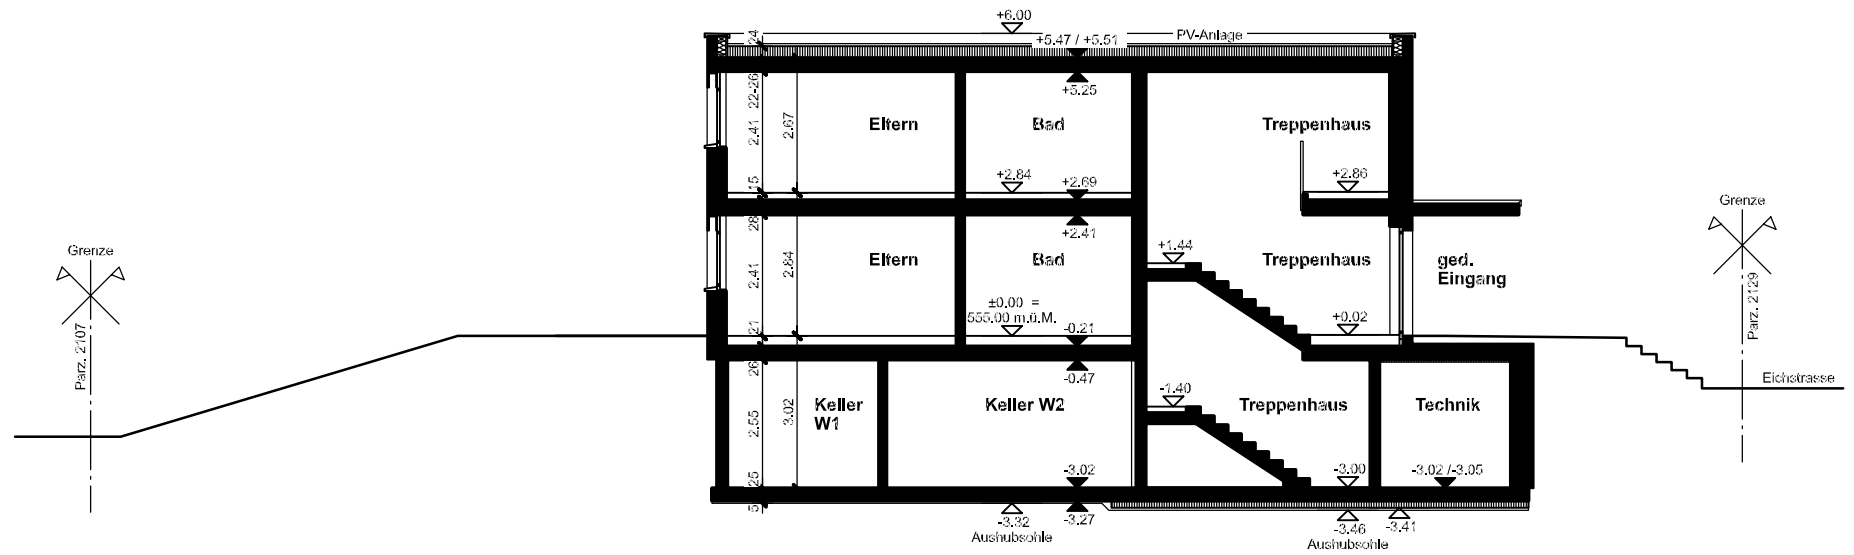 +6.00
+5.47 / +5.51
PV-Anlage
24
22-26
+5.25
2.41
2.67
Eltern
Bad
Treppenhaus
15
+2.84
+2.69
+2.86
28
+2.41
Grenze
Grenze
+1.44
2.41
2.84
Eltern
Bad
Treppenhaus
ged.
Eingang
±0.00 =
555.00 m.ü.M.
21
-0.21
+0.02
Parz. 2107
Parz. 2129
26
-0.47
-1.40
Eichstrasse
2.55
3.02
Keller
W1
Keller W2
Treppenhaus
Technik
25
-3.02
-3.00
-3.02 /-3.05
5
-3.32
-3.27
-3.46
-3.41
Aushubsohle
Aushubsohle